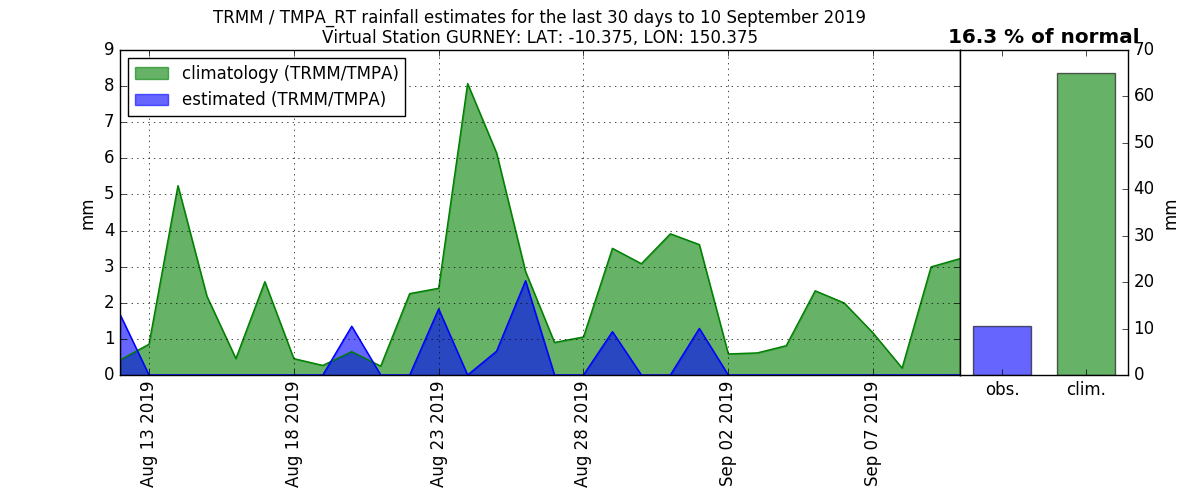 TRMM / TMPA_RT rainfall estimates for the last 30 days to 10 September 2019
Virtual Station GURNEY: LAT: -10.375, LON: 150.375
16.3 % of normal
climatology (TRMM/TMPA)
estimated (TRMM/TMPA)
mm
9
8
7
6
5
4
3
2
1
0
Aug 13 2019
Aug 18 2019
Aug 23 2019
Aug 28 2019
Sep 02 2019
Sep 07 2019
70
60
50
40
30
20
10
0
mm
obs.
clim.